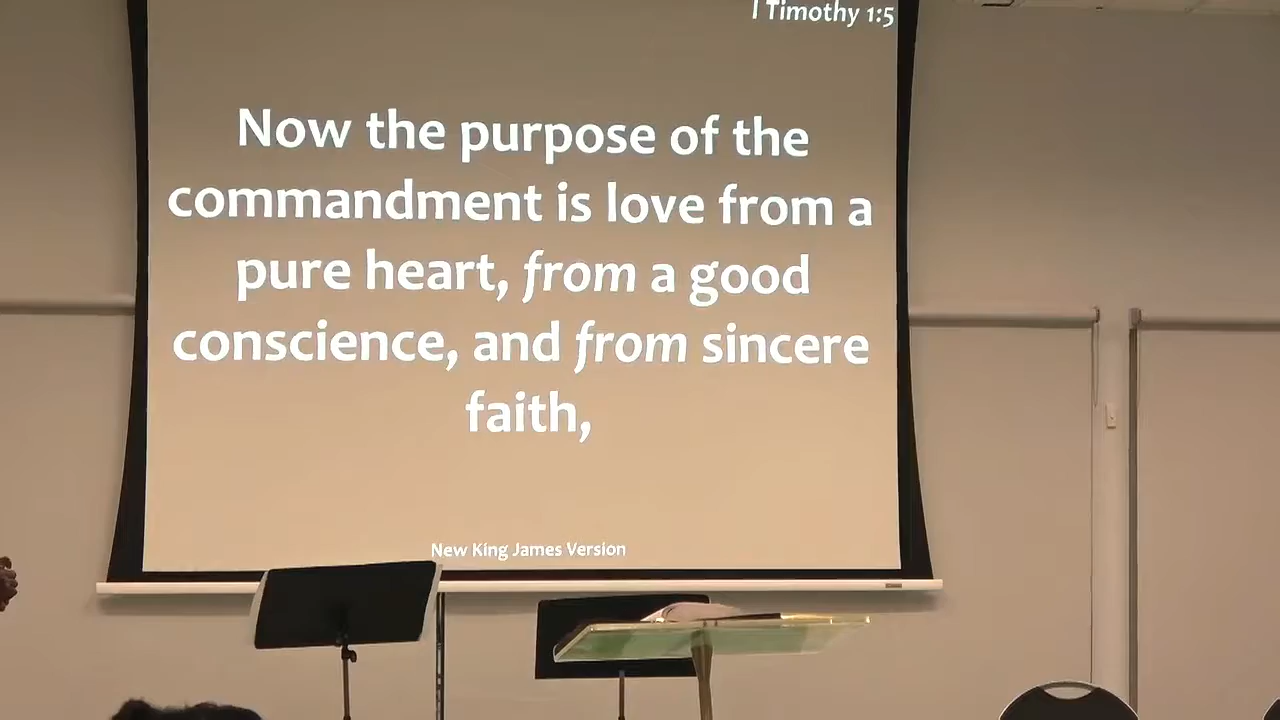 I Timothy 1:5
Now the purpose of the
commandment is love from a
pure heart, from a good
conscience, and from sincere
faith,
New King James Version